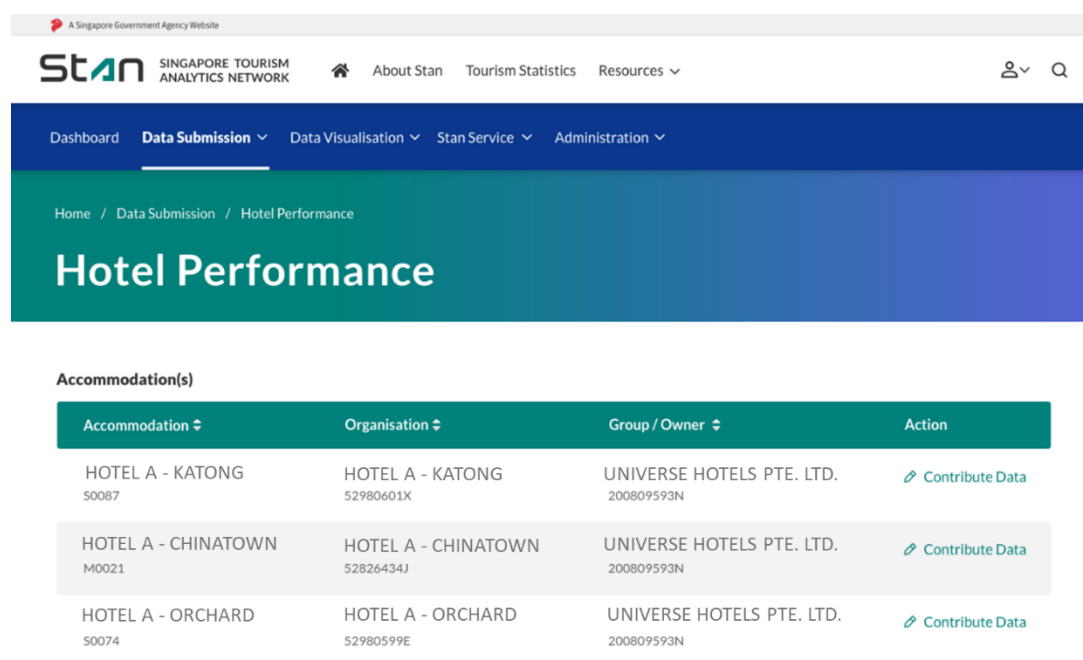 A Singapore Government Agency Website
Stan SINGAPORE TOURISM ANALYTICS NETWORK About Stan Tourism Statistics Resources
Dashboard Data Submission Data Visualisation Stan Service Administration
Home / Data Submission / Hotel Performance
Hotel Performance
Accommodation(s)
Accommodation Organisation Group / Owner Action
HOTEL A - KATONG HOTEL A - KATONG UNIVERSE HOTELS PTE. LTD. Contribute Data
S0087 52980601X 200809593N
HOTEL A - CHINATOWN HOTEL A - CHINATOWN UNIVERSE HOTELS PTE. LTD. Contribute Data
M0021 52826434J 200809593N
HOTEL A - ORCHARD HOTEL A - ORCHARD UNIVERSE HOTELS PTE. LTD. Contribute Data
S0074 52980599E 200809593N